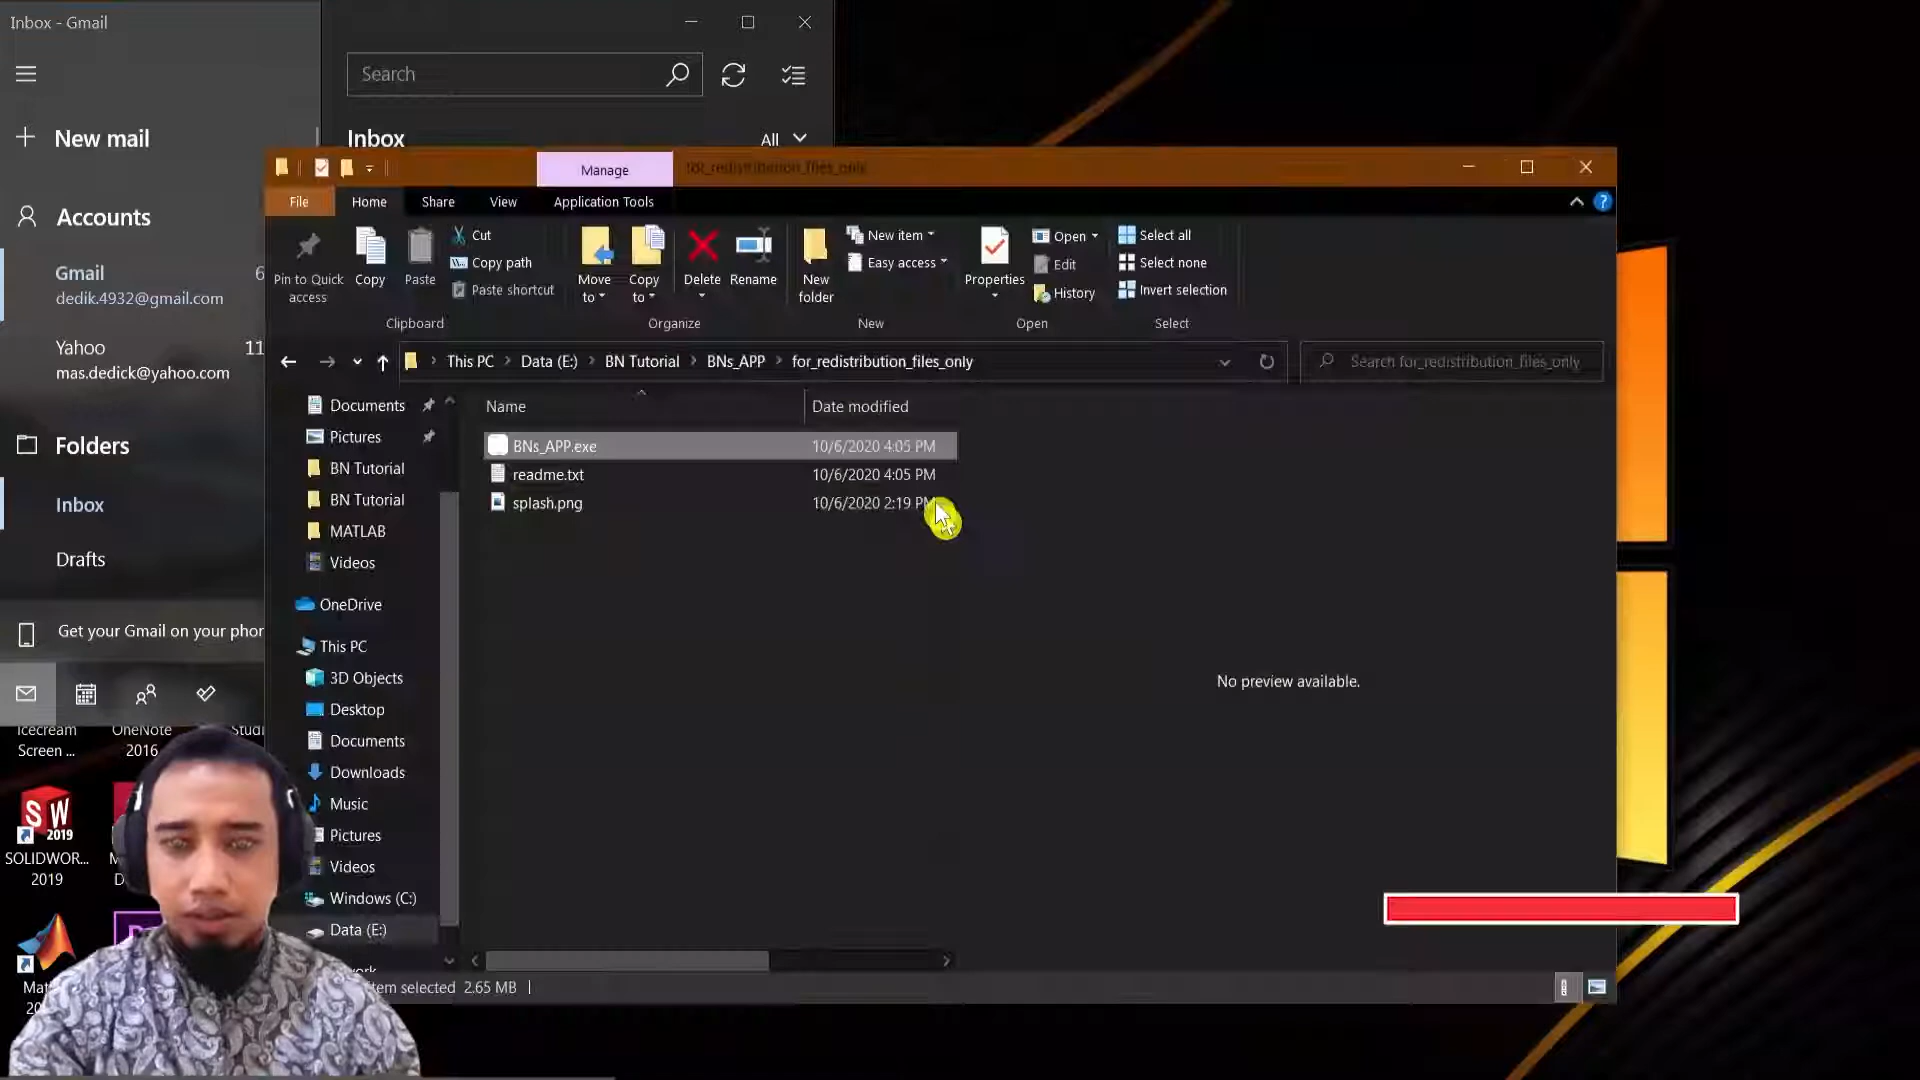 Inbox - Gmail
Search
New mail
Inbox
All
Manage
for_redistribution_files_only
File
Home
Share
View
Application Tools
Accounts
Gmail
6
dedik.4932@gmail.com
Yahoo
11
mas.dedick@yahoo.com
Folders
Inbox
Drafts
Get your Gmail on your phor
Pin to Quick access
Copy
Paste
Cut
Copy path
Paste shortcut
Clipboard
Move to
Copy to
Delete
Rename
Organize
New folder
New item
Easy access
New
Properties
Open
Edit
History
Open
Select all
Select none
Invert selection
Select
This PC
Data (E:)
BN Tutorial
BNs_APP
for_redistribution_files_only
Search for_redistribution_files_only
Documents
Pictures
BN Tutorial
BN Tutorial
MATLAB
Videos
OneDrive
This PC
3D Objects
Desktop
Documents
Downloads
Music
Pictures
Videos
Windows (C:)
Data (E:)
Name
Date modified
BNs_APP.exe
10/6/2020 4:05 PM
readme.txt
10/6/2020 4:05 PM
splash.png
10/6/2020 2:19 PM
No preview available.
item selected 2.65 MB
Icecream
Screen ...
OneNote
2016
Studi
SW
2019
SOLIDWOR...
2019